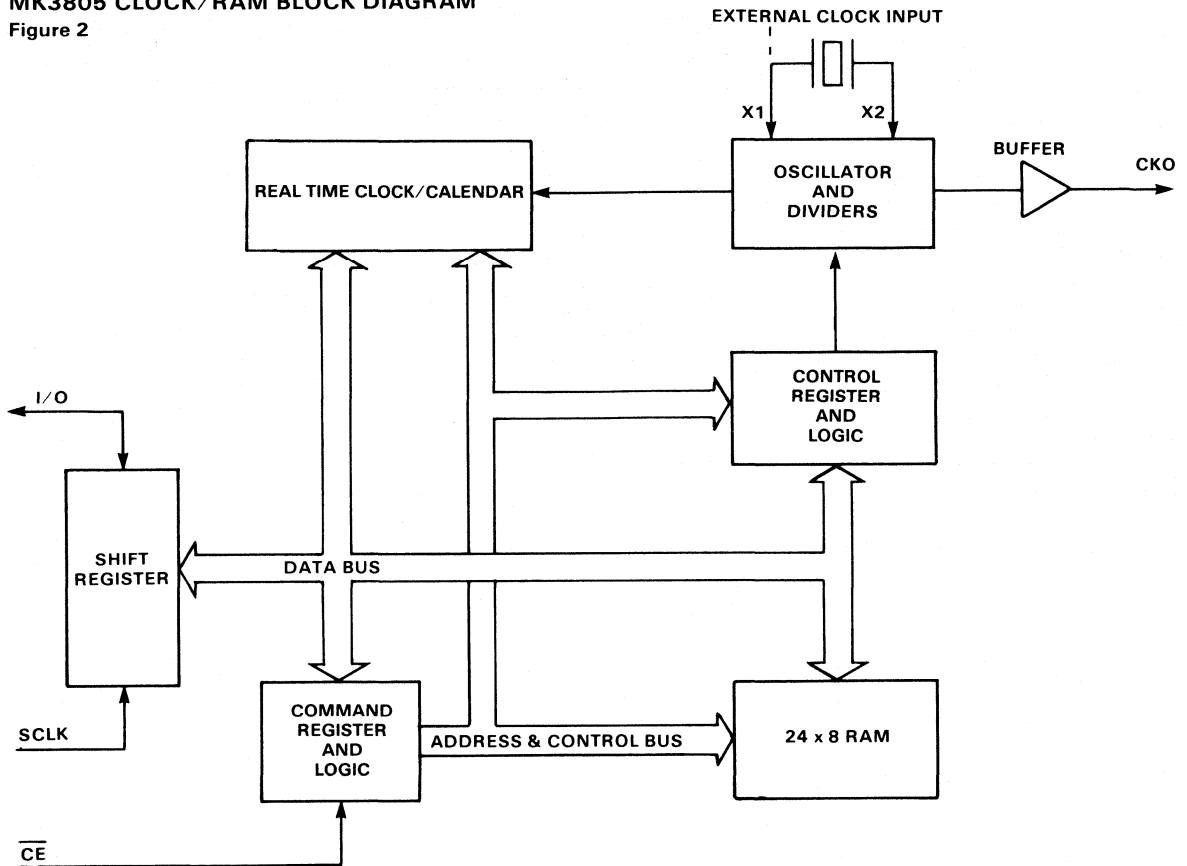 MK3805 CLOCK/RAM BLOCK DIAGRAM
Figure 2
EXTERNAL CLOCK INPUT
X1
X2
REAL TIME CLOCK/CALENDAR
OSCILLATOR
AND
DIVIDERS
BUFFER
CKO
CONTROL
REGISTER
AND
LOGIC
I/O
SHIFT
REGISTER
DATA BUS
SCLK
COMMAND
REGISTER
AND
LOGIC
ADDRESS & CONTROL BUS
24 x 8 RAM
C̅E̅